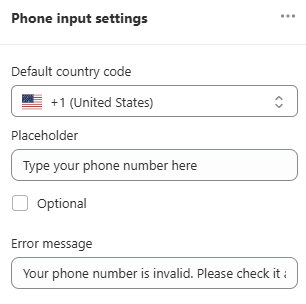 Phone input settings
Default country code
+1 (United States)
Placeholder
Type your phone number here
Optional
Error message
Your phone number is invalid. Please check it